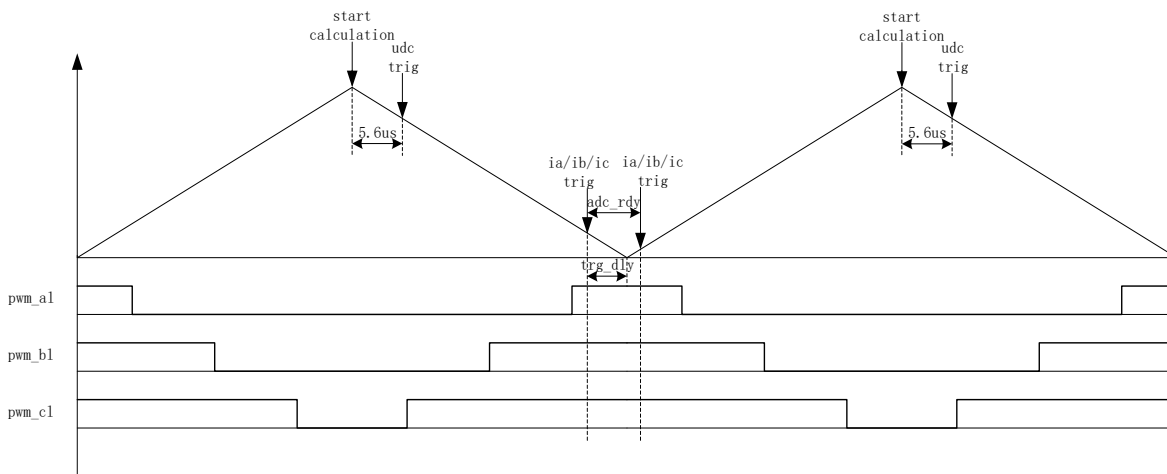 start
calculation
udc
trig
5.6us
ia/ib/ic
trig
ia/ib/ic
trig
adc_rdy
trg_dly
start
calculation
udc
trig
5.6us
pwm_al
pwm_bl
pwm_cl